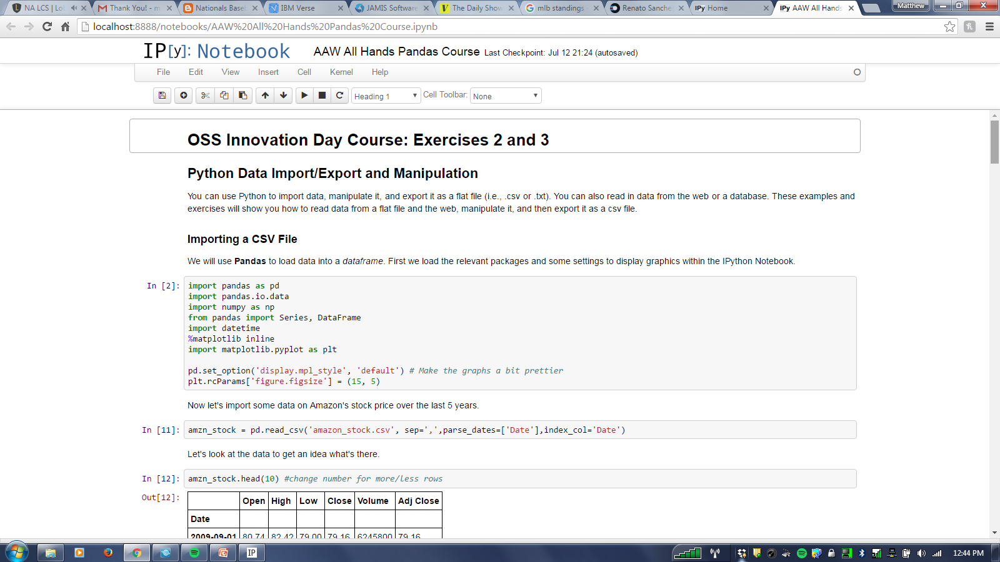 NA LCS | Lol
Thank You! - m
Nationals Baseb
IBM Verse
JAMIS Software
The Daily Show
mlb standings
Renato Sanche
IPy Home
IPy AAW All Hands
Matthew
localhost:8888/notebooks/AAW%20All%20Hands%20Pandas%20Course.ipynb
IP[y]: Notebook
AAW All Hands Pandas Course Last Checkpoint: Jul 12 21:24 (autosaved)
File Edit View Insert Cell Kernel Help
Heading 1 Cell Toolbar: None
OSS Innovation Day Course: Exercises 2 and 3
Python Data Import/Export and Manipulation
You can use Python to import data, manipulate it, and export it as a flat file (i.e., .csv or .txt). You can also read in data from the web or a database. These examples and
exercises will show you how to read data from a flat file and the web, manipulate it, and then export it as a csv file.
Importing a CSV File
We will use Pandas to load data into a dataframe. First we load the relevant packages and some settings to display graphics within the IPython Notebook.
In [2]: import pandas as pd
import pandas.io.data
import numpy as np
from pandas import Series, DataFrame
import datetime
%matplotlib inline
import matplotlib.pyplot as plt
pd.set_option('display.mpl_style', 'default') # Make the graphs a bit prettier
plt.rcParams['figure.figsize'] = (15, 5)
Now let's import some data on Amazon's stock price over the last 5 years.
In [11]: amzn_stock = pd.read_csv('amazon_stock.csv', sep=',',parse_dates=['Date'],index_col='Date')
Let's look at the data to get an idea what's there.
In [12]: amzn_stock.head(10) #change number for more/less rows
Out[12]:
Open High Low Close Volume Adj Close
Date
2009-09-01 80.74 82.42 79.00 79.16 6245800 79.16
IP
12:44 PM